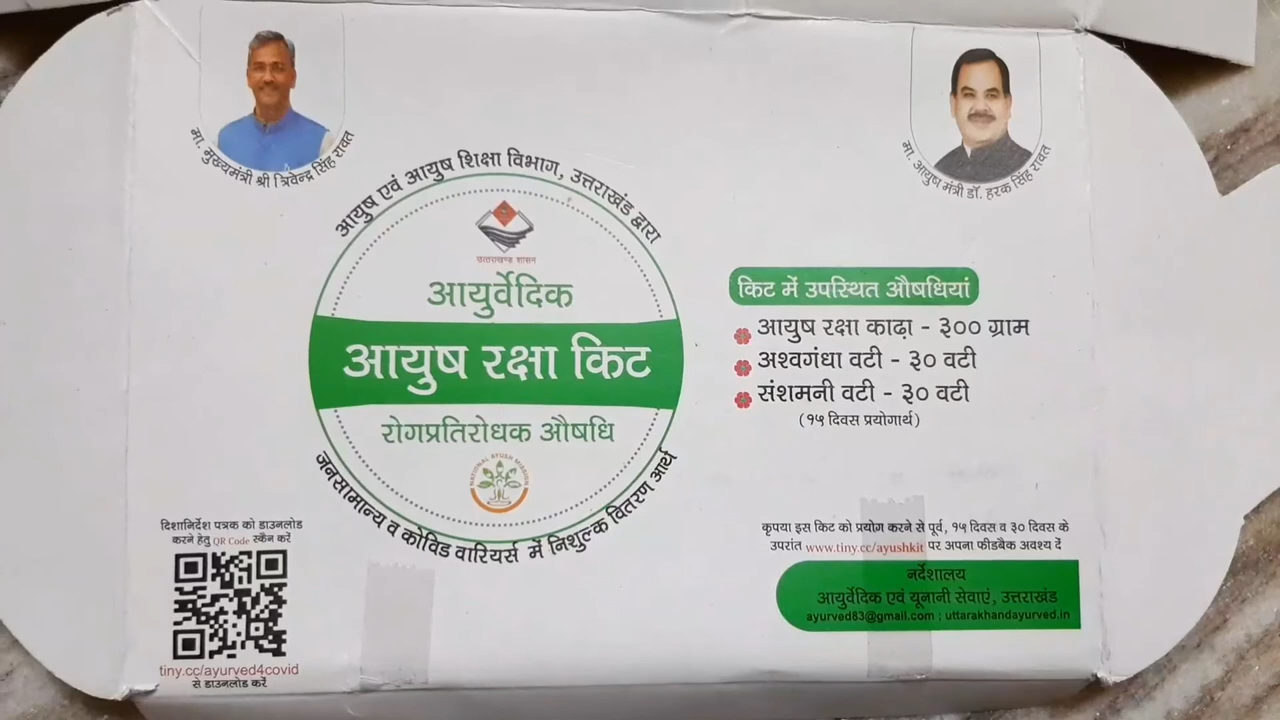 मा. मुख्यमंत्री श्री त्रिवेन्द्र सिंह रावत
मा. आयुष मंत्री डॉ. हरक सिंह रावत
आयुष एवं आयुष शिक्षा विभाग, उत्तराखंड द्वारा
उत्तराखण्ड शासन
आयुर्वेदिक
आयुष रक्षा किट
रोगप्रतिरोधक औषधि
NATIONAL AYUSH MISSION
जनसामान्य व कोविड वारियर्स में निशुल्क वितरण आर्थ
किट में उपस्थित औषधियां
आयुष रक्षा काढ़ा - ३०० ग्राम
अश्वगंधा वटी - ३० वटी
संशमनी वटी - ३० वटी
(१५ दिवस प्रयोगार्थ)
दिशानिर्देश पत्रक को डाउनलोड
करने हेतु QR Code स्कैन करें
tiny.cc/ayurved4covid
से डाउनलोड करें
कृपया इस किट को प्रयोग करने से पूर्व, १५ दिवस व ३० दिवस के
उपरांत www.tiny.cc/ayushkit पर अपना फीडबैक अवश्य दें
नर्देशालय
आयुर्वेदिक एवं यूनानी सेवाएं, उत्तराखंड
ayurved83@gmail.com ; uttarakhandayurved.in